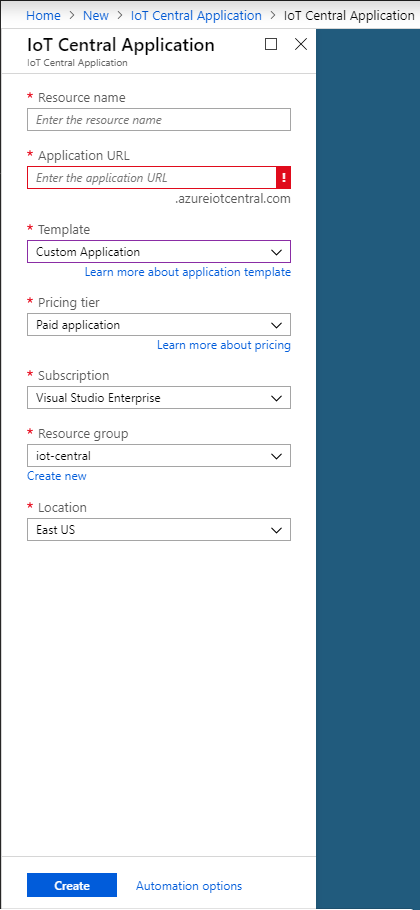 Home > New > IoT Central Application > IoT Central Application
IoT Central Application
IoT Central Application
* Resource name
Enter the resource name
* Application URL
Enter the application URL !
.azureiotcentral.com
* Template
Custom Application
Learn more about application template
* Pricing tier
Paid application
Learn more about pricing
* Subscription
Visual Studio Enterprise
* Resource group
iot-central
Create new
* Location
East US
Create Automation options